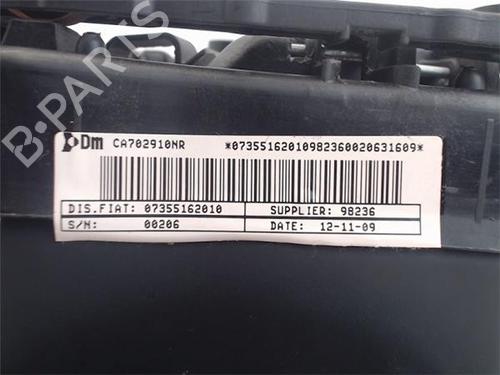 B-PARTS
Dm CA702910NR *07355162010982360020631609*
DIS.FIAT: 07355162010 SUPPLIER: 98236
S/N: 00206 DATE: 12-11-09